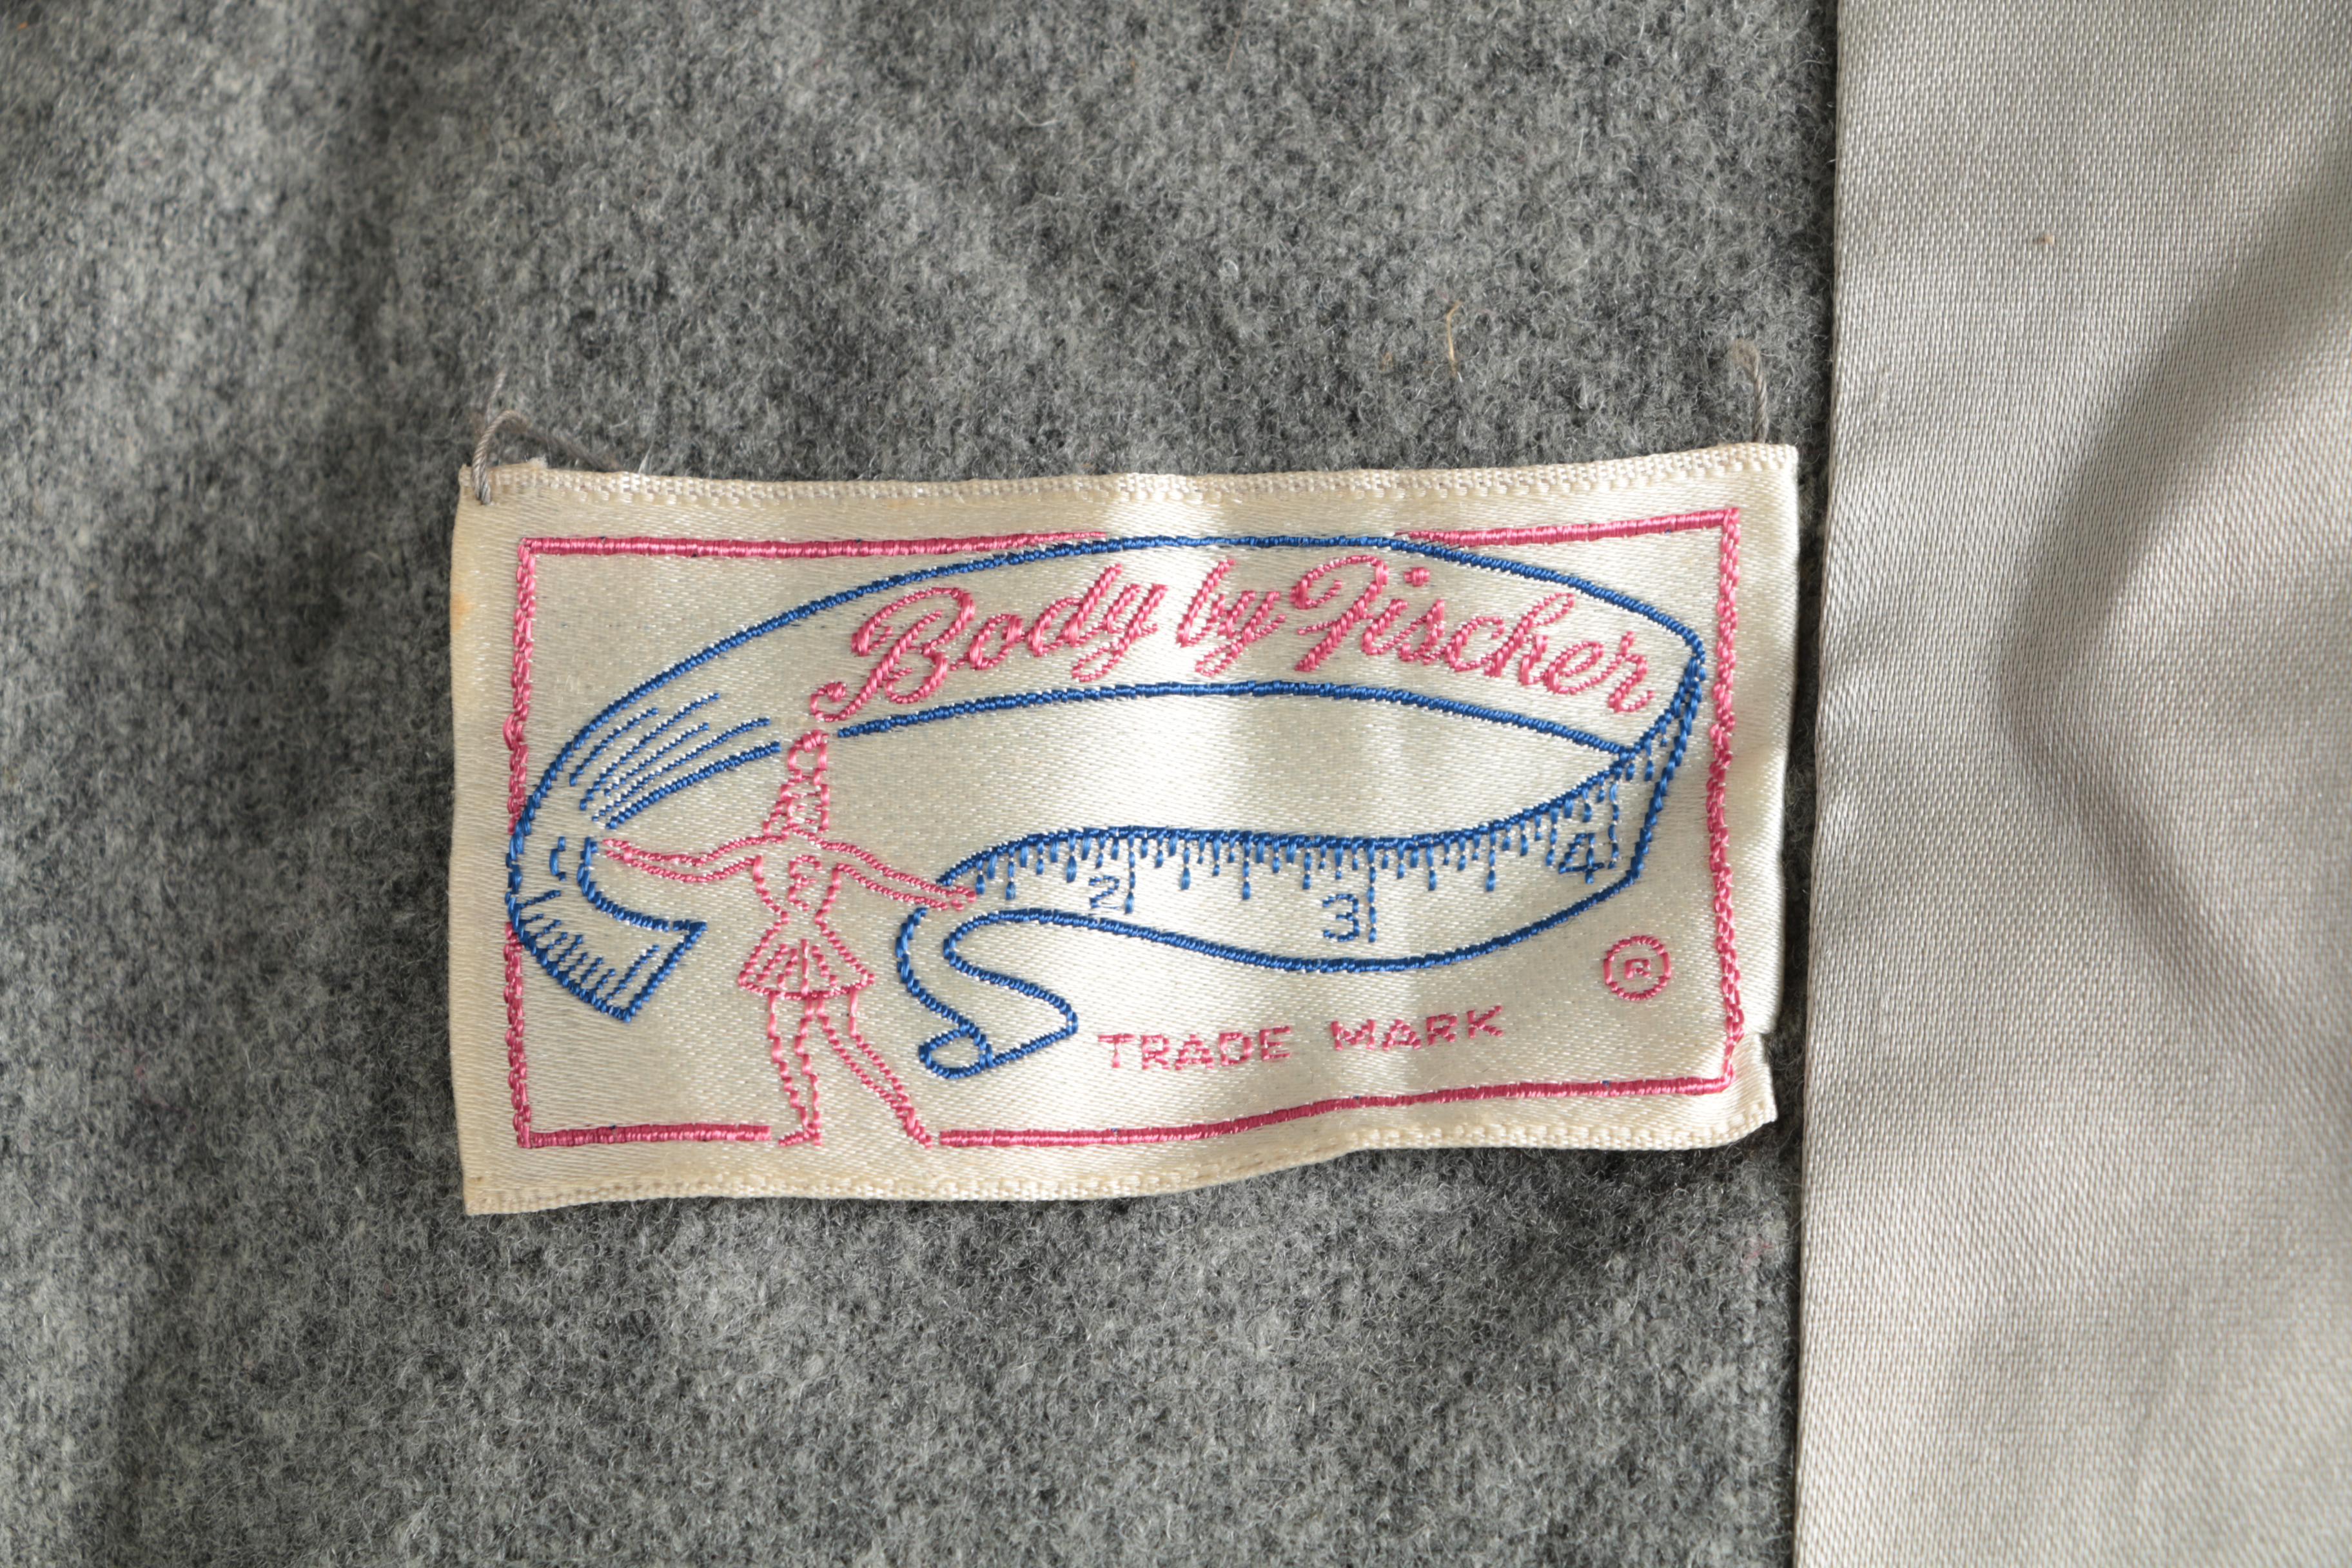 Body by Fischer
2 3 4
®
TRADE MARK